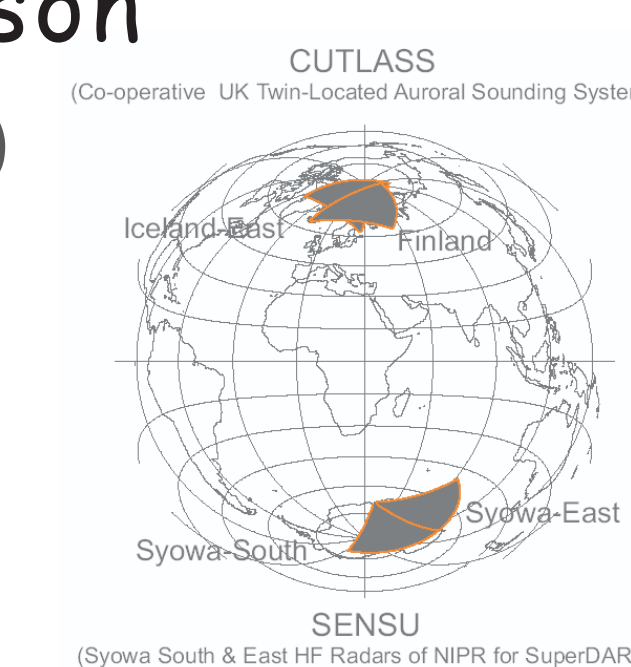 son
CUTLASS
(Co-operative UK Twin-Located Auroral Sounding System
Iceland-East
Finland
Syowa-East
Syowa-South
SENSU
(Syowa South & East HF Radars of NIPR for SuperDAR